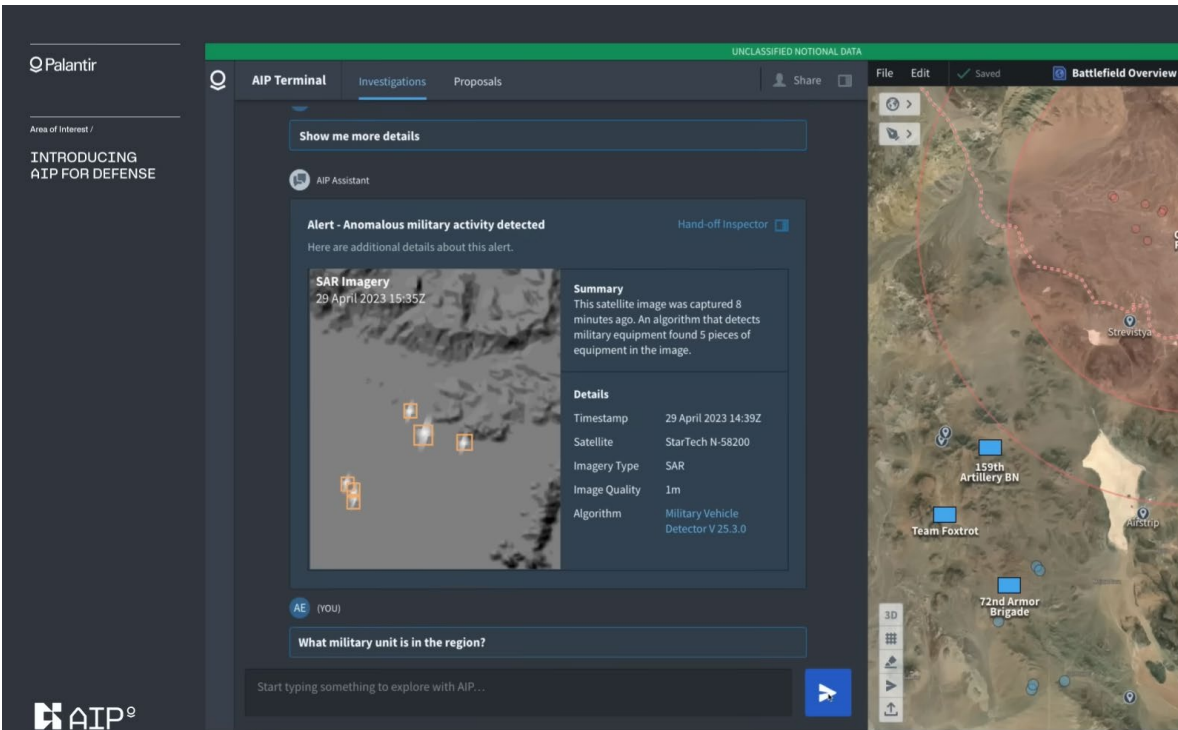 Palantir
Area of Interest /
INTRODUCING
AIP FOR DEFENSE
AIP
UNCLASSIFIED NOTIONAL DATA
AIP Terminal
Investigations
Proposals
Share
Show me more details
AIP Assistant
Alert - Anomalous military activity detected
Hand-off Inspector
Here are additional details about this alert.
SAR Imagery
29 April 2023 15:35Z
Summary
This satellite image was captured 8
minutes ago. An algorithm that detects
military equipment found 5 pieces of
equipment in the image.
Details
Timestamp 29 April 2023 14:39Z
Satellite StarTech N-58200
Imagery Type SAR
Image Quality 1m
Algorithm Military Vehicle
Detector V 25.3.0
AE (YOU)
What military unit is in the region?
Start typing something to explore with AIP...
File Edit Saved Battlefield Overview
Strevistya
159th
Artillery BN
Team Foxtrot
Airstrip
72nd Armor
Brigade
3D